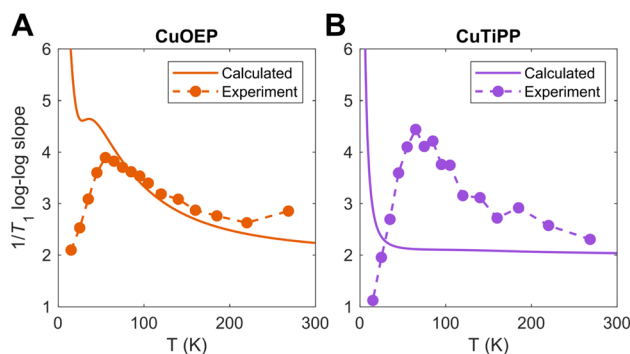 A
CuOEP
1/T1 log-log slope
6
5
4
3
2
1
0
100
200
300
T (K)
Calculated
Experiment
B
CuTiPP
6
5
4
3
2
1
0
100
200
300
T (K)
Calculated
Experiment